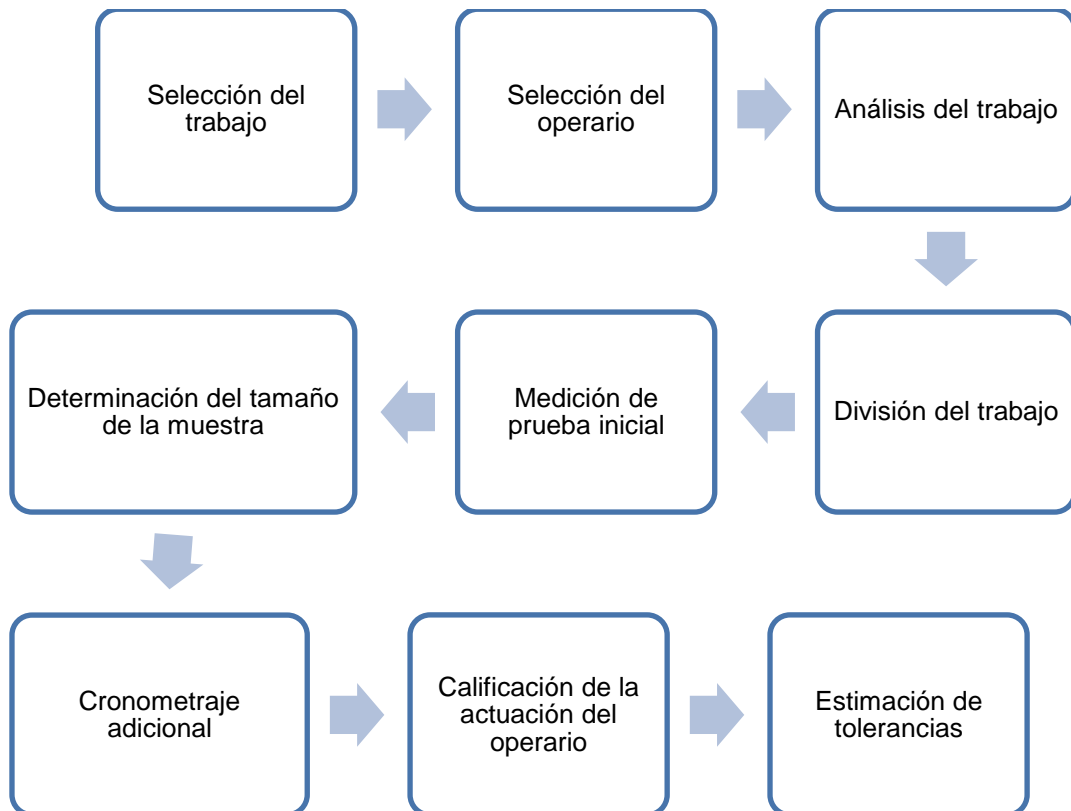 Selección del
trabajo
Selección del
operario
Análisis del trabajo
División del trabajo
Medición de
prueba inicial
Determinación del tamaño
de la muestra
Cronometraje
adicional
Calificación de la
actuación del
operario
Estimación de
tolerancias